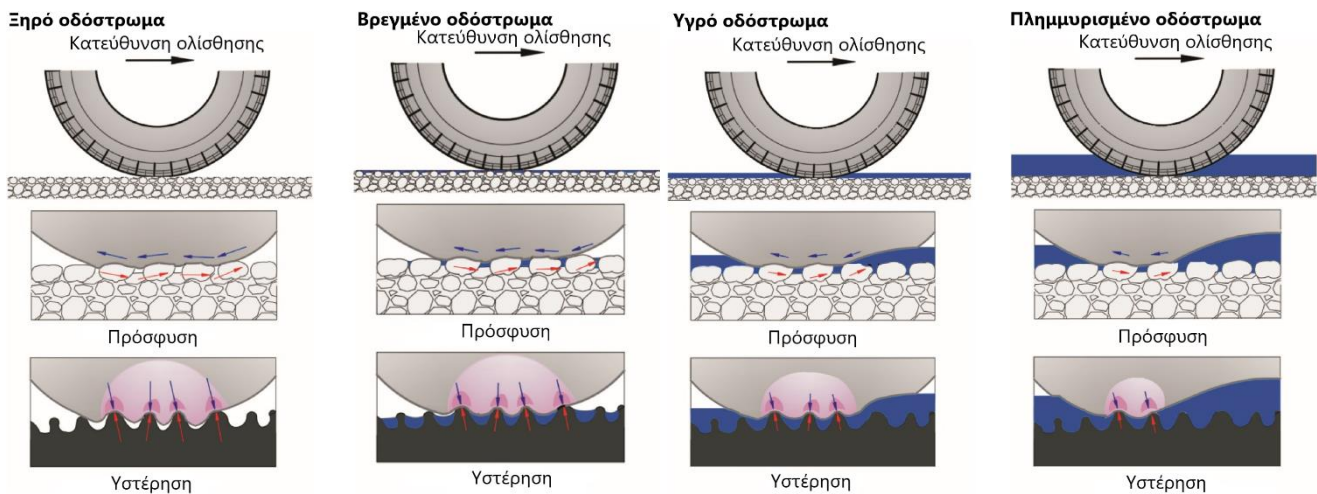 Ξηρό οδόστρωμα
Κατεύθυνση ολίσθησης
Πρόσφυση
Υστέρηση
Βρεγμένο οδόστρωμα
Κατεύθυνση ολίσθησης
Πρόσφυση
Υστέρηση
Υγρό οδόστρωμα
Κατεύθυνση ολίσθησης
Πρόσφυση
Υστέρηση
Πλημμυρισμένο οδόστρωμα
Κατεύθυνση ολίσθησης
Πρόσφυση
Υστέρηση